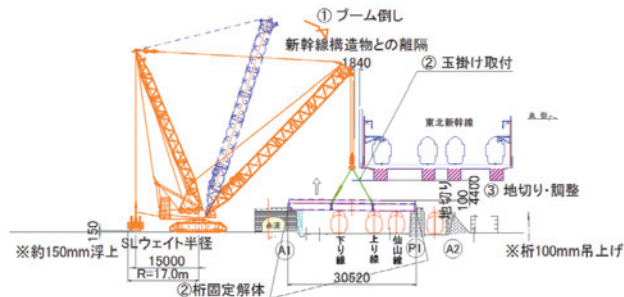 ① ブーム倒し
新幹線構造物との離隔
1840
② 玉掛け取付
東北新幹線
③ 地切り・調整
地切り
100
4400
150
※約150mm浮上
SLウェイト半径
15000
R=17.0m
A1
下り線
上り線
仙山線
P1
A2
※桁100mm吊上げ
30520
②桁固定解体